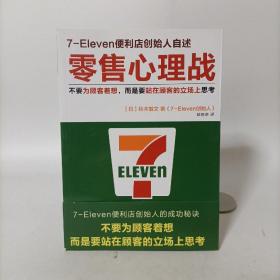 7-Eleven便利店创始人自述
零售心理战
不要为顾客着想，而是要站在顾客的立场上思考
[日] 铃木敏文 著（7-Eleven创始人）
7
ELEVEN
7-Eleven便利店创始人的成功秘诀
不要为顾客着想
而是要站在顾客的立场上思考